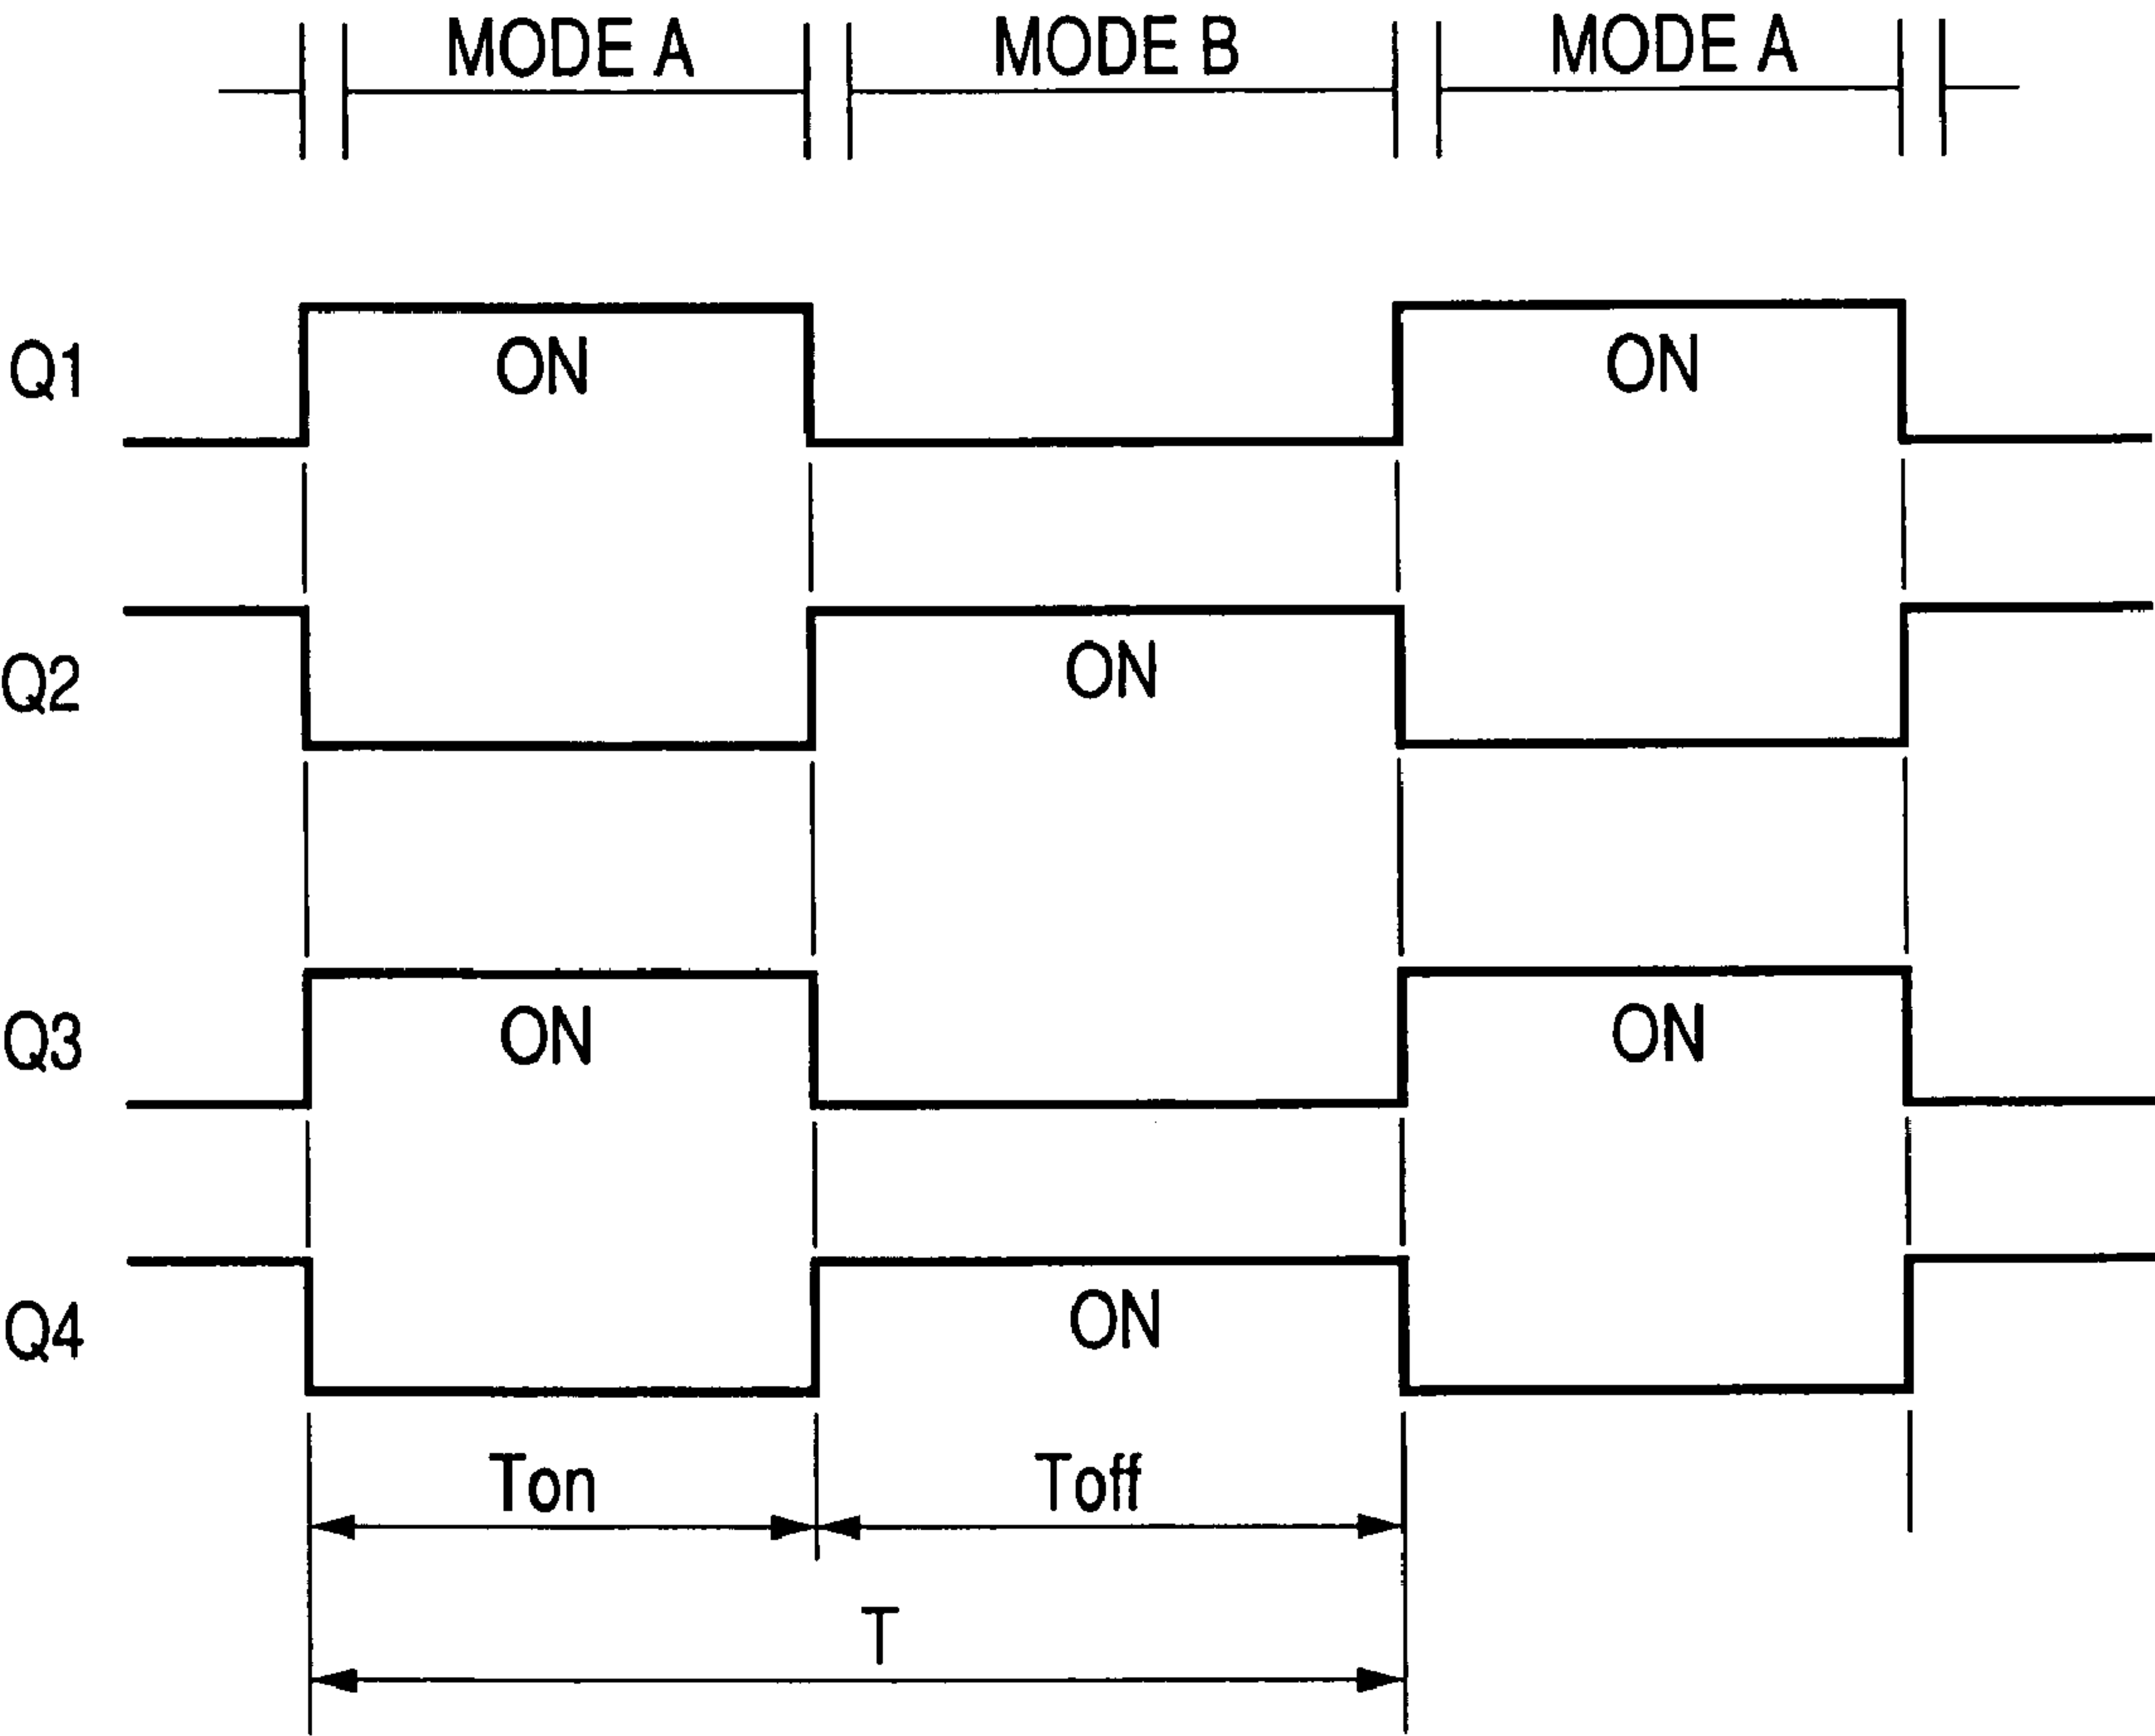 MODE A MODE B MODE A
Q1 ON ON
Q2 ON
Q3 ON ON
Q4 ON
Ton Toff
T